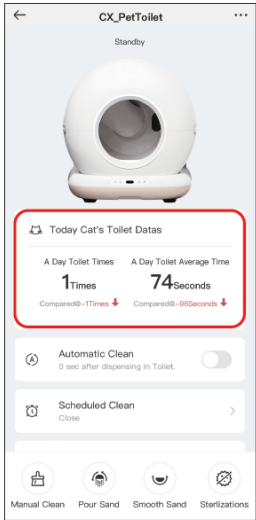 CX_PetToilet
Standby
Today Cat's Toilet Datas
A Day Toilet Times A Day Toilet Average Time
1Times 74Seconds
Compared@-1Times Compared@-96Seconds
Automatic Clean
0 sec after dispensing in Toilet.
Scheduled Clean
Close
Manual Clean Pour Sand Smooth Sand Sterlizations